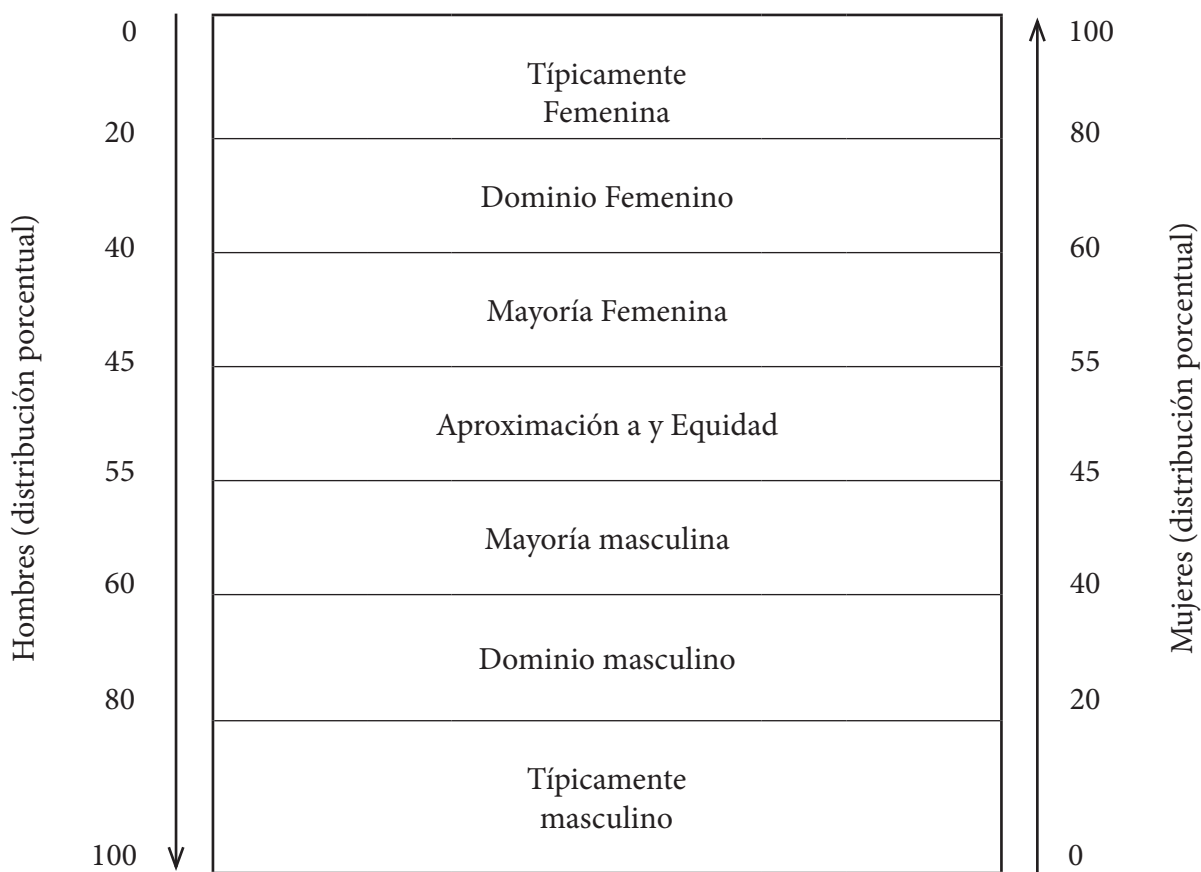 0
100
Típicamente
Femenina
20
80
Dominio Femenino
40
60
Mayoría Femenina
45
55
Aproximación a y Equidad
55
45
Mayoría masculina
60
40
Dominio masculino
80
20
Típicamente
masculino
100
0
Hombres (distribución porcentual)
Mujeres (distribución porcentual)